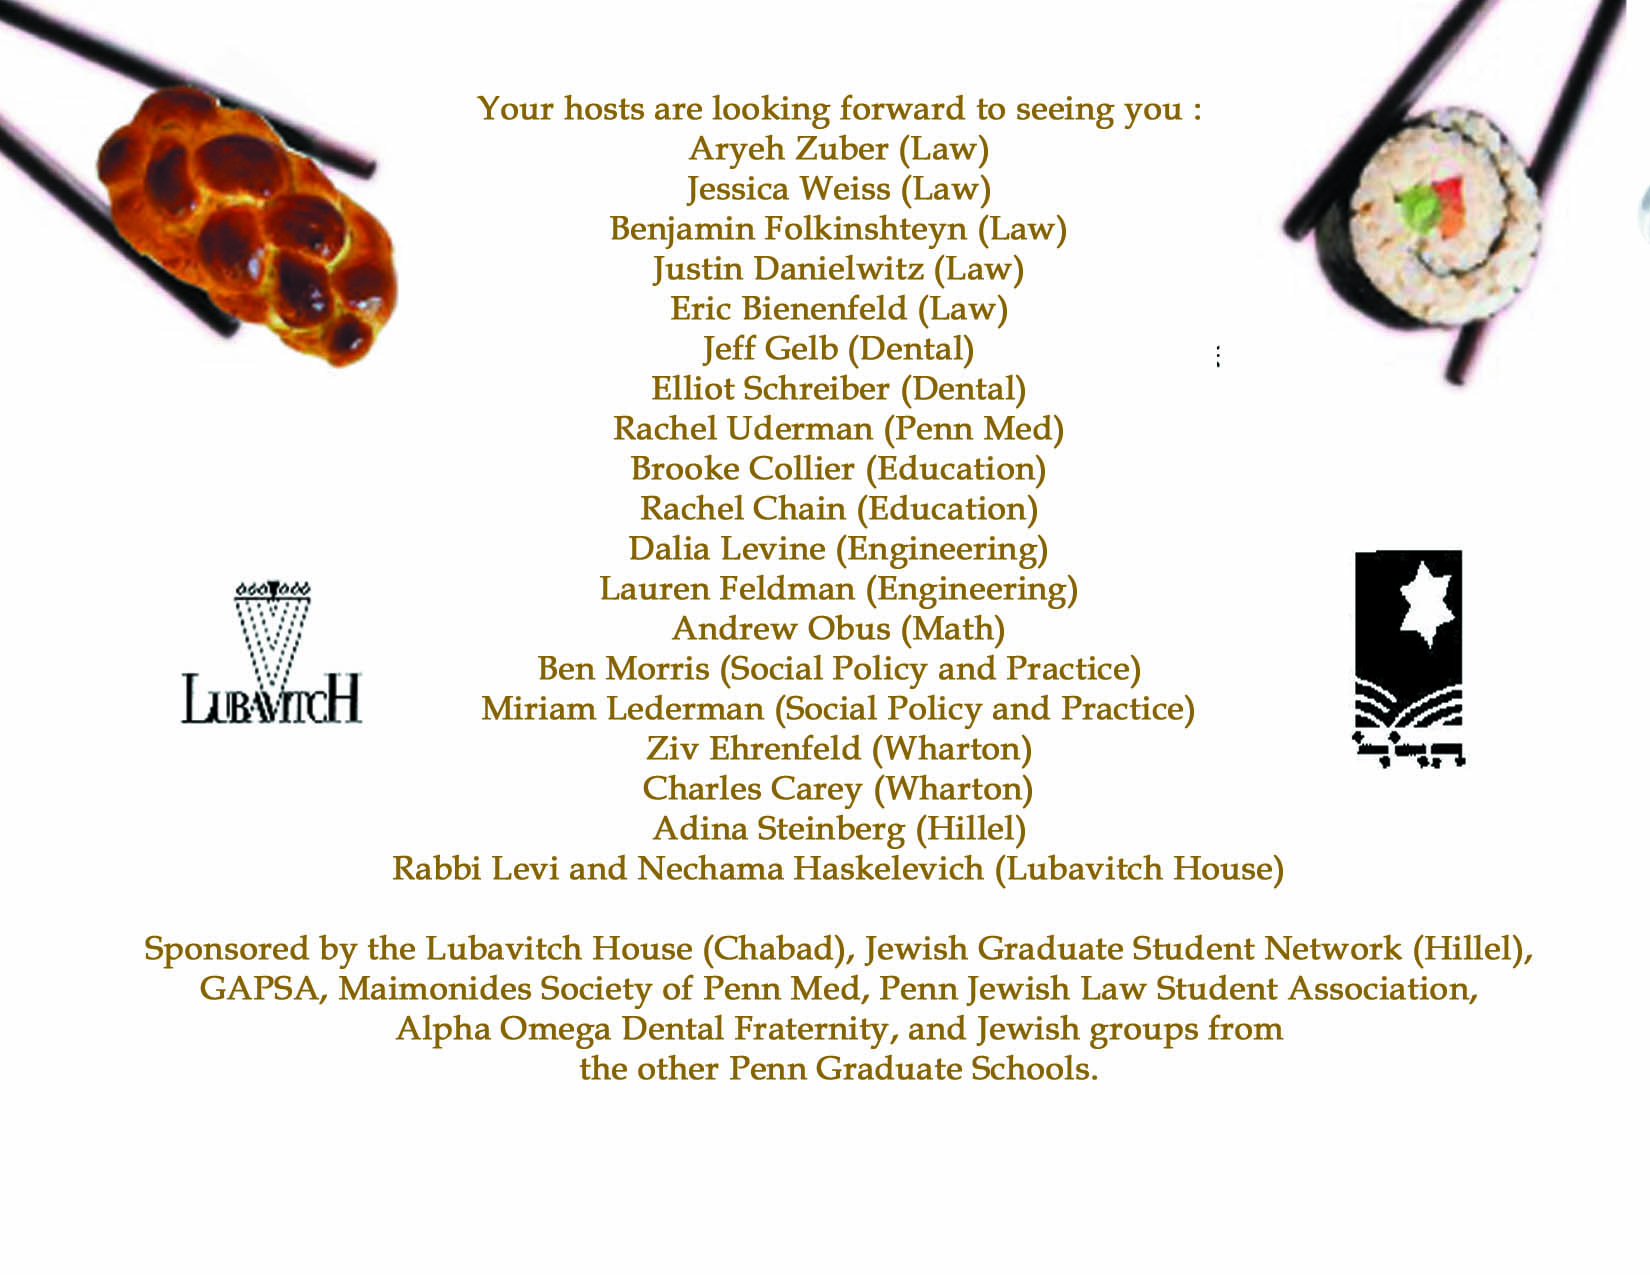 Your hosts are looking forward to seeing you :
Aryeh Zuber (Law)
Jessica Weiss (Law)
Benjamin Folkinshteyn (Law)
Justin Danielwitz (Law)
Eric Bienenfeld (Law)
Jeff Gelb (Dental)
Elliot Schreiber (Dental)
Rachel Uderman (Penn Med)
Brooke Collier (Education)
Rachel Chain (Education)
Dalia Levine (Engineering)
Lauren Feldman (Engineering)
Andrew Obus (Math)
Ben Morris (Social Policy and Practice)
Miriam Lederman (Social Policy and Practice)
Ziv Ehrenfeld (Wharton)
Charles Carey (Wharton)
Adina Steinberg (Hillel)
Rabbi Levi and Nechama Haskelevich (Lubavitch House)
LUBAVITCH
Sponsored by the Lubavitch House (Chabad), Jewish Graduate Student Network (Hillel),
GAPSA, Maimonides Society of Penn Med, Penn Jewish Law Student Association,
Alpha Omega Dental Fraternity, and Jewish groups from
the other Penn Graduate Schools.